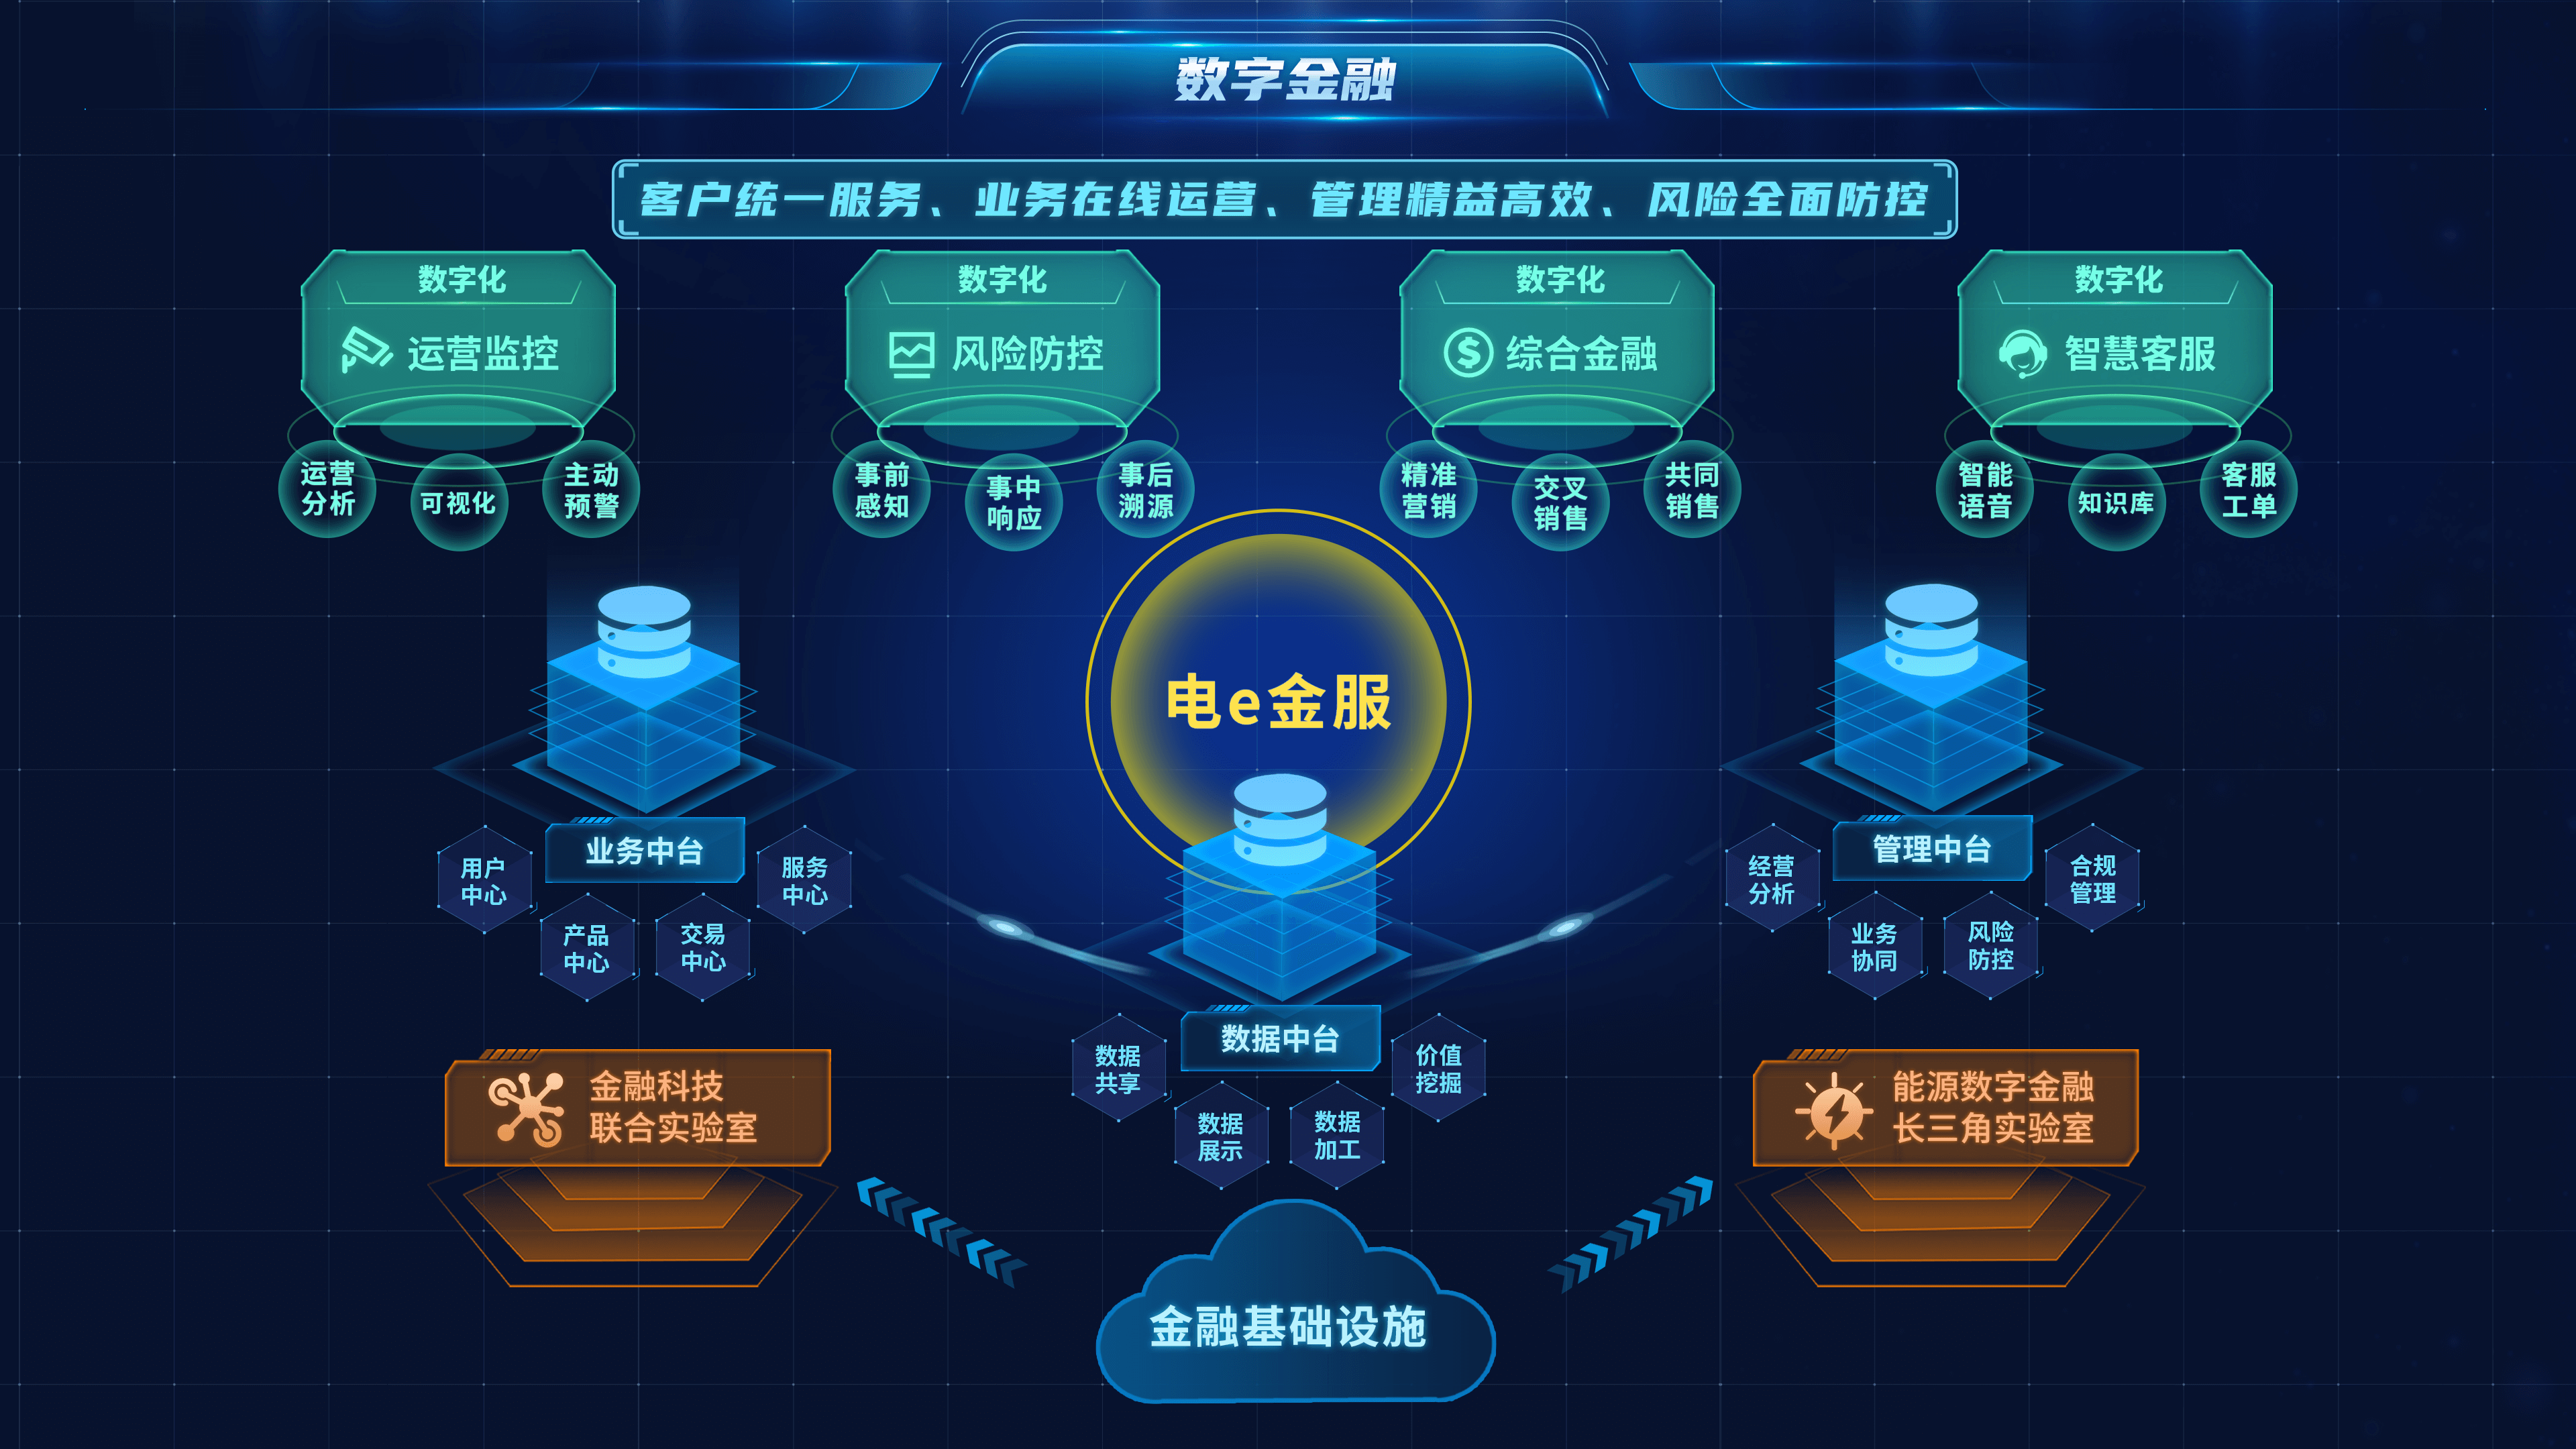 数字金融
客户统一服务、业务在线运营、管理精益高效、风险全面防控
数字化
运营监控
运营
分析
可视化
主动
预警
数字化
风险防控
事前
感知
事中
响应
事后
溯源
数字化
综合金融
精准
营销
交叉
销售
共同
销售
数字化
智慧客服
智能
语音
知识库
客服
工单
电e金服
业务中台
用户
中心
产品
中心
交易
中心
服务
中心
数据中台
数据
共享
数据
展示
数据
加工
价值
挖掘
管理中台
经营
分析
业务
协同
风险
防控
合规
管理
金融科技
联合实验室
能源数字金融
长三角实验室
金融基础设施